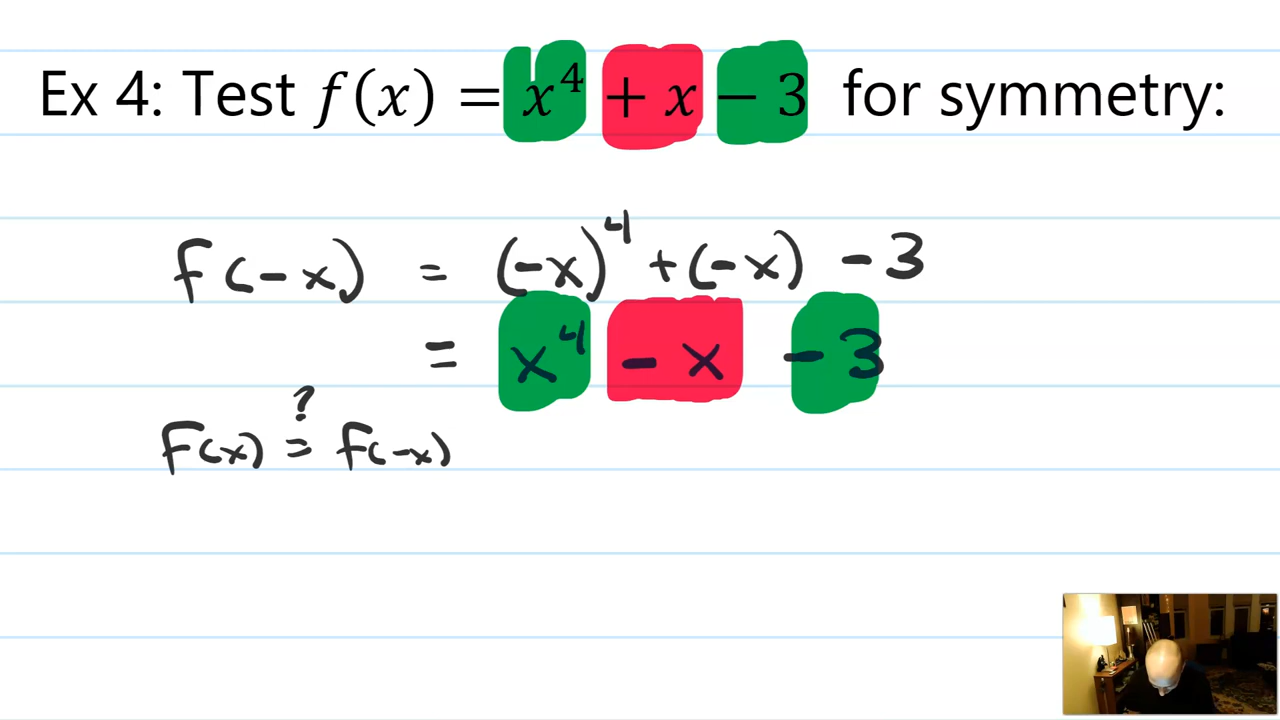 Ex 4: Test f(x) = x⁴ + x − 3 for symmetry:
f(-x) = (-x)⁴ + (-x) - 3
= x⁴ - x - 3
?
f(x) = f(-x)